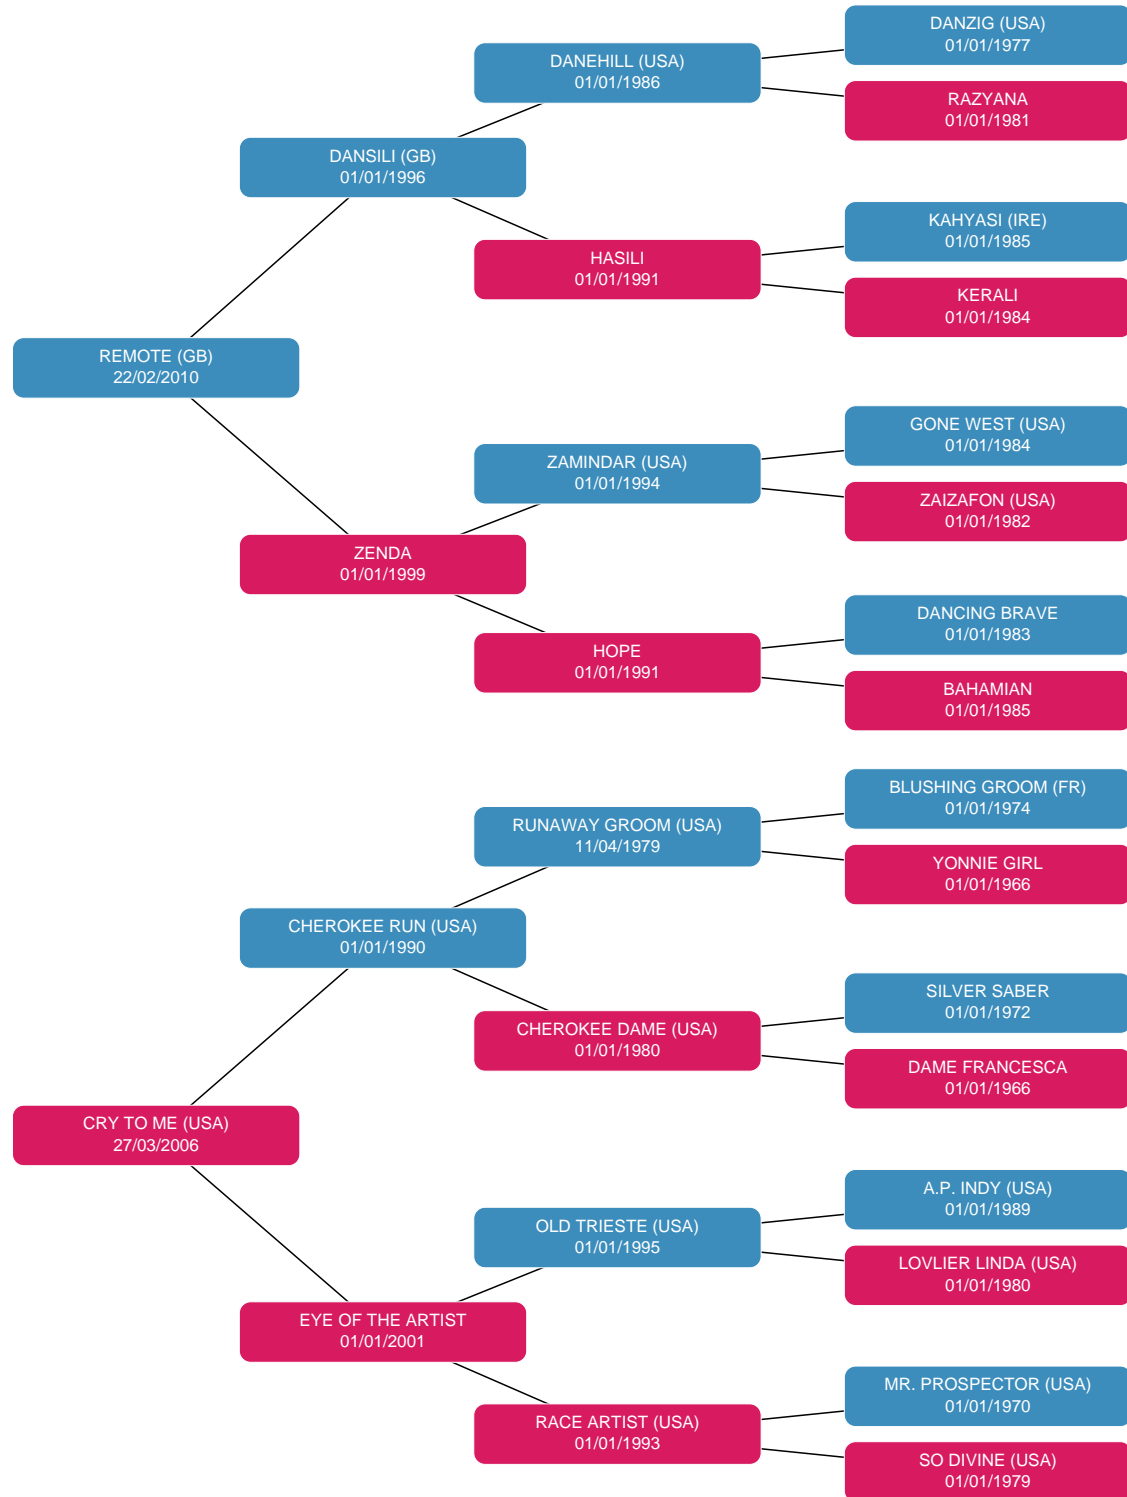 DANZIG (USA)
01/01/1977
DANEHILL (USA)
01/01/1986
RAZYANA
01/01/1981
DANSILI (GB)
01/01/1996
KAHYASI (IRE)
01/01/1985
HASILI
01/01/1991
KERALI
01/01/1984
REMOTE (GB)
22/02/2010
GONE WEST (USA)
01/01/1984
ZAMINDAR (USA)
01/01/1994
ZAIZAFON (USA)
01/01/1982
ZENDA
01/01/1999
DANCING BRAVE
01/01/1983
HOPE
01/01/1991
BAHAMIAN
01/01/1985
BLUSHING GROOM (FR)
01/01/1974
RUNAWAY GROOM (USA)
11/04/1979
YONNIE GIRL
01/01/1966
CHEROKEE RUN (USA)
01/01/1990
SILVER SABER
01/01/1972
CHEROKEE DAME (USA)
01/01/1980
DAME FRANCESCA
01/01/1966
CRY TO ME (USA)
27/03/2006
A.P. INDY (USA)
01/01/1989
OLD TRIESTE (USA)
01/01/1995
LOVLIER LINDA (USA)
01/01/1980
EYE OF THE ARTIST
01/01/2001
MR. PROSPECTOR (USA)
01/01/1970
RACE ARTIST (USA)
01/01/1993
SO DIVINE (USA)
01/01/1979